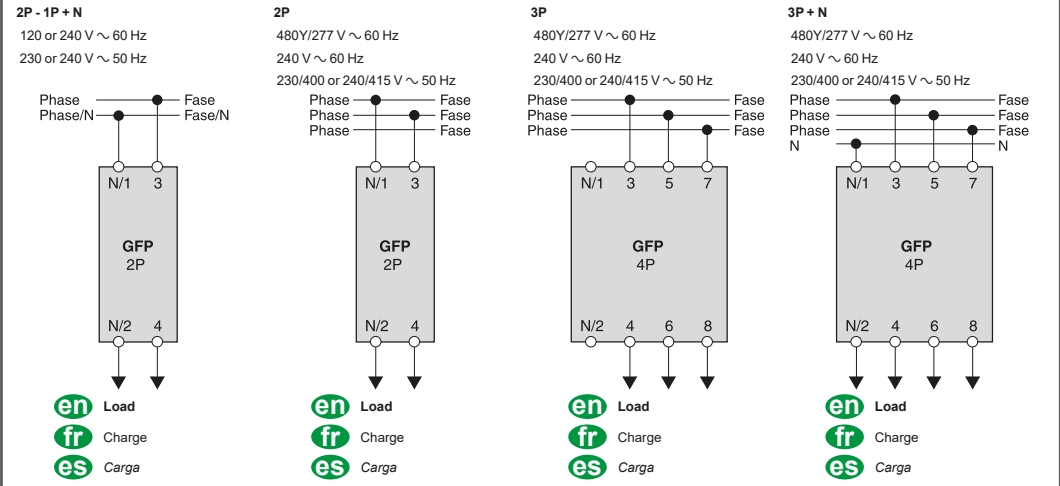 2P - 1P + N
120 or 240 V ~ 60 Hz
230 or 240 V ~ 50 Hz
Phase Fase
Phase/N Fase/N
N/1 3
GFP
2P
N/2 4
en Load
fr Charge
es Carga
2P
480Y/277 V ~ 60 Hz
240 V ~ 60 Hz
230/400 or 240/415 V ~ 50 Hz
Phase Fase
Phase Fase
Phase Fase
N/1 3
GFP
2P
N/2 4
en Load
fr Charge
es Carga
3P
480Y/277 V ~ 60 Hz
240 V ~ 60 Hz
230/400 or 240/415 V ~ 50 Hz
Phase Fase
Phase Fase
Phase Fase
N/1 3 5 7
GFP
4P
N/2 4 6 8
en Load
fr Charge
es Carga
3P + N
480Y/277 V ~ 60 Hz
240 V ~ 60 Hz
230/400 or 240/415 V ~ 50 Hz
Phase Fase
Phase Fase
Phase Fase
N N
N/1 3 5 7
GFP
4P
N/2 4 6 8
en Load
fr Charge
es Carga